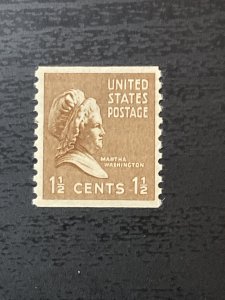 UNITED
STATES
POSTAGE
MARTHA
WASHINGTON
1½ CENTS 1½